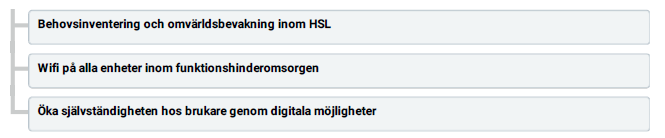 Behovsinventering och omvärldsbevakning inom HSL
Wifi på alla enheter inom funktionshinderomsorgen
Öka självständigheten hos brukare genom digitala möjligheter